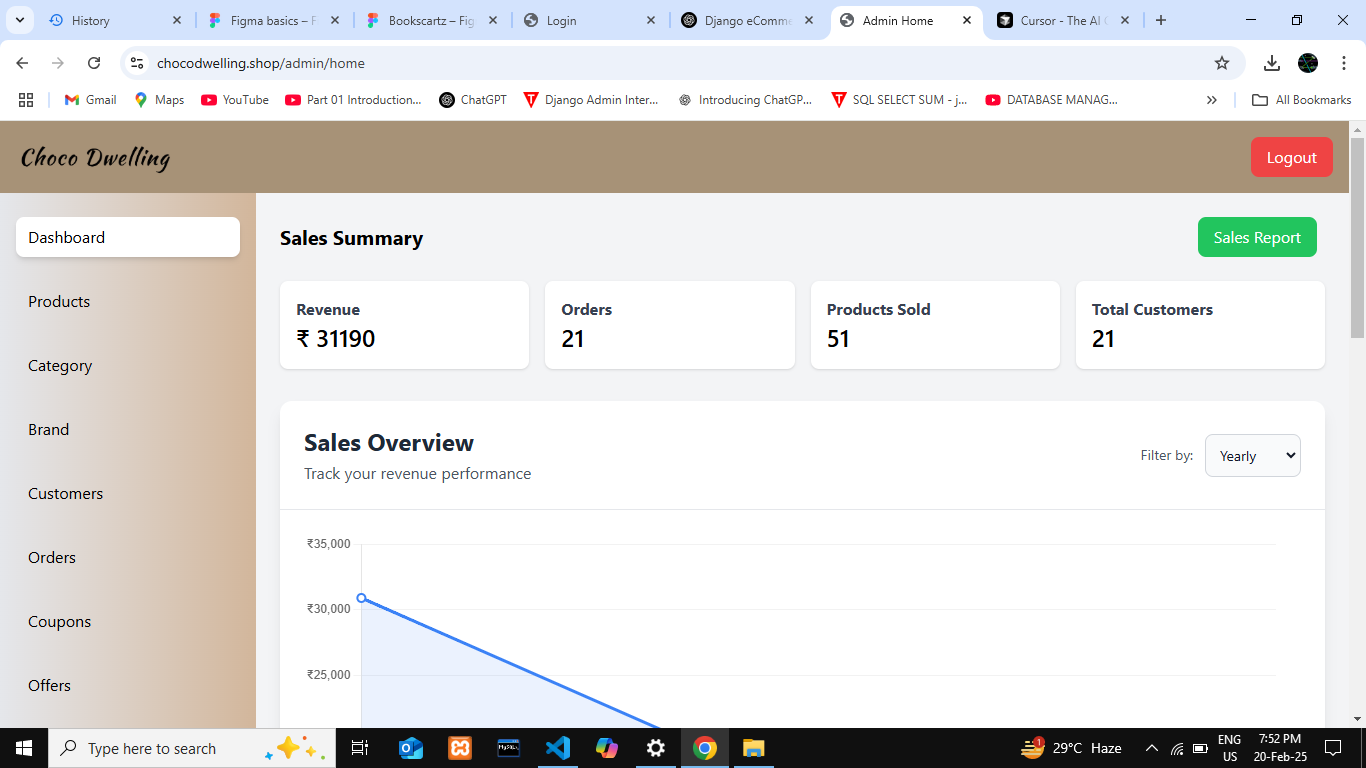 History
Figma basics – F
Bookscartz – Fig
Login
Django eComme
Admin Home
Cursor - The AI C
chocodwelling.shop/admin/home
Gmail
Maps
YouTube
Part 01 Introduction...
ChatGPT
Django Admin Inter...
Introducing ChatGP...
SQL SELECT SUM - j...
DATABASE MANAG...
All Bookmarks
Choco Dwelling
Logout
Dashboard
Products
Category
Brand
Customers
Orders
Coupons
Offers
Sales Summary
Sales Report
Revenue
₹ 31190
Orders
21
Products Sold
51
Total Customers
21
Sales Overview
Track your revenue performance
Filter by:
Yearly
₹35,000
₹30,000
₹25,000
Type here to search
MySQL
1
29°C Haze
ENG
US
7:52 PM
20-Feb-25